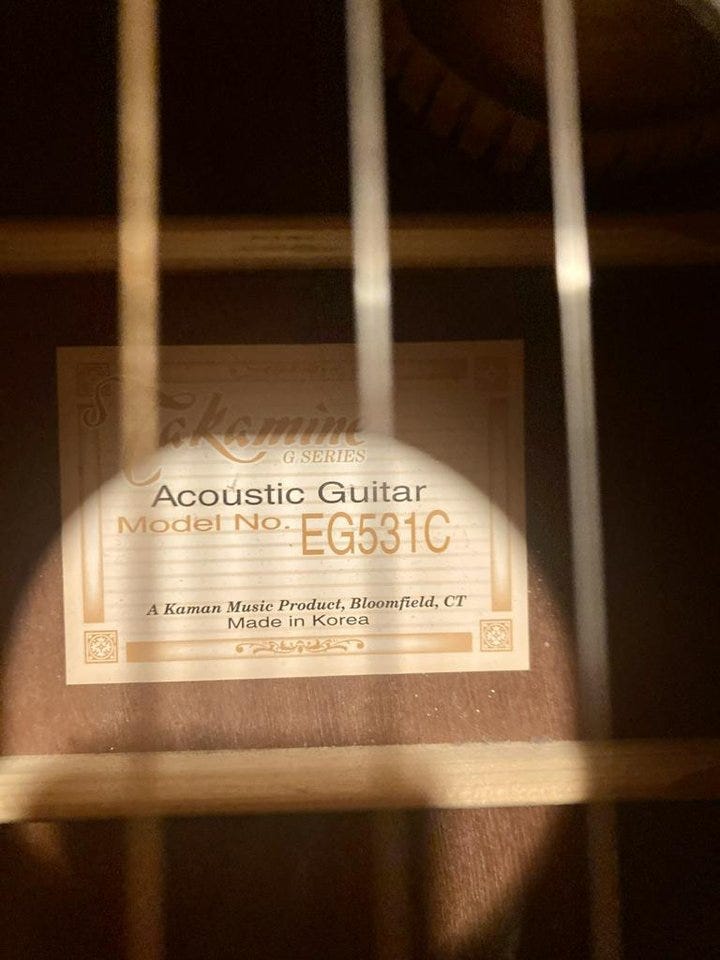 Takamine
G SERIES
Acoustic Guitar
Model No. EG531C
A Kaman Music Product, Bloomfield, CT
Made in Korea